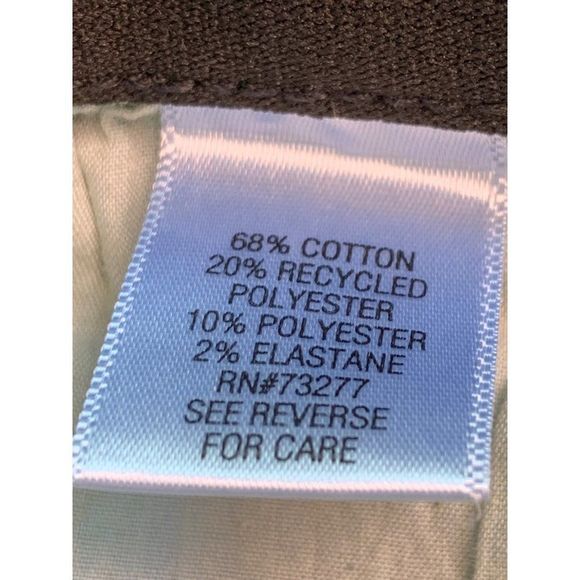 68% COTTON
20% RECYCLED
POLYESTER
10% POLYESTER
2% ELASTANE
RN#73277
SEE REVERSE
FOR CARE